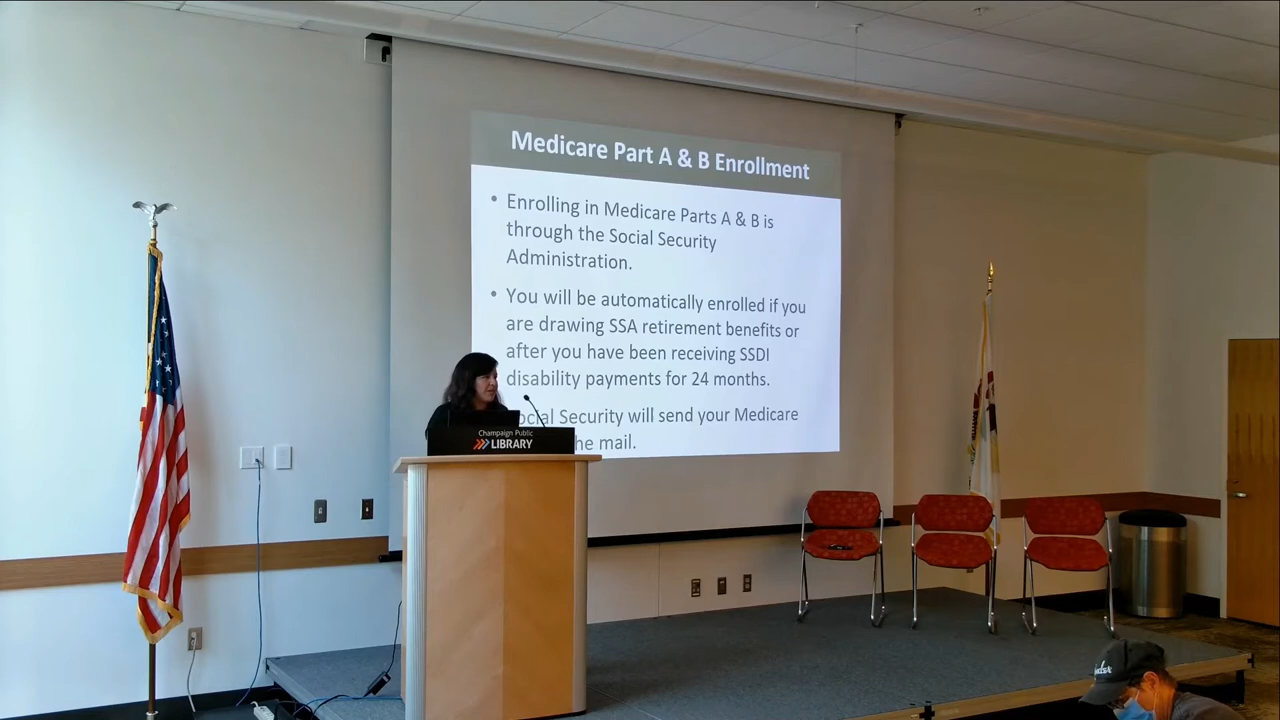 Medicare Part A & B Enrollment
• Enrolling in Medicare Parts A & B is
through the Social Security
Administration.
• You will be automatically enrolled if you
are drawing SSA retirement benefits or
after you have been receiving SSDI
disability payments for 24 months.
Social Security will send your Medicare
he mail.
Champaign Public
LIBRARY